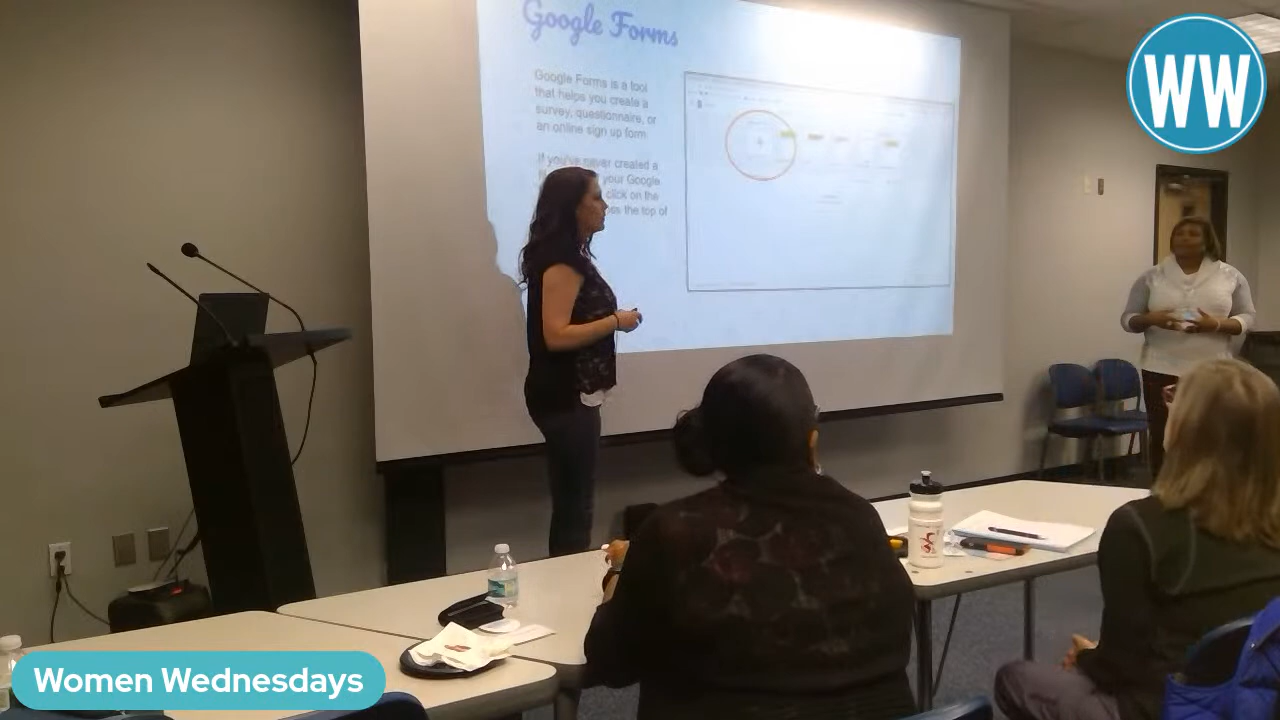 Google Forms
WW
Google Forms is a tool
that helps you create a
survey, questionnaire, or
an online sign up form
If you've never created a
your Google
click on the
the top of
Women Wednesdays